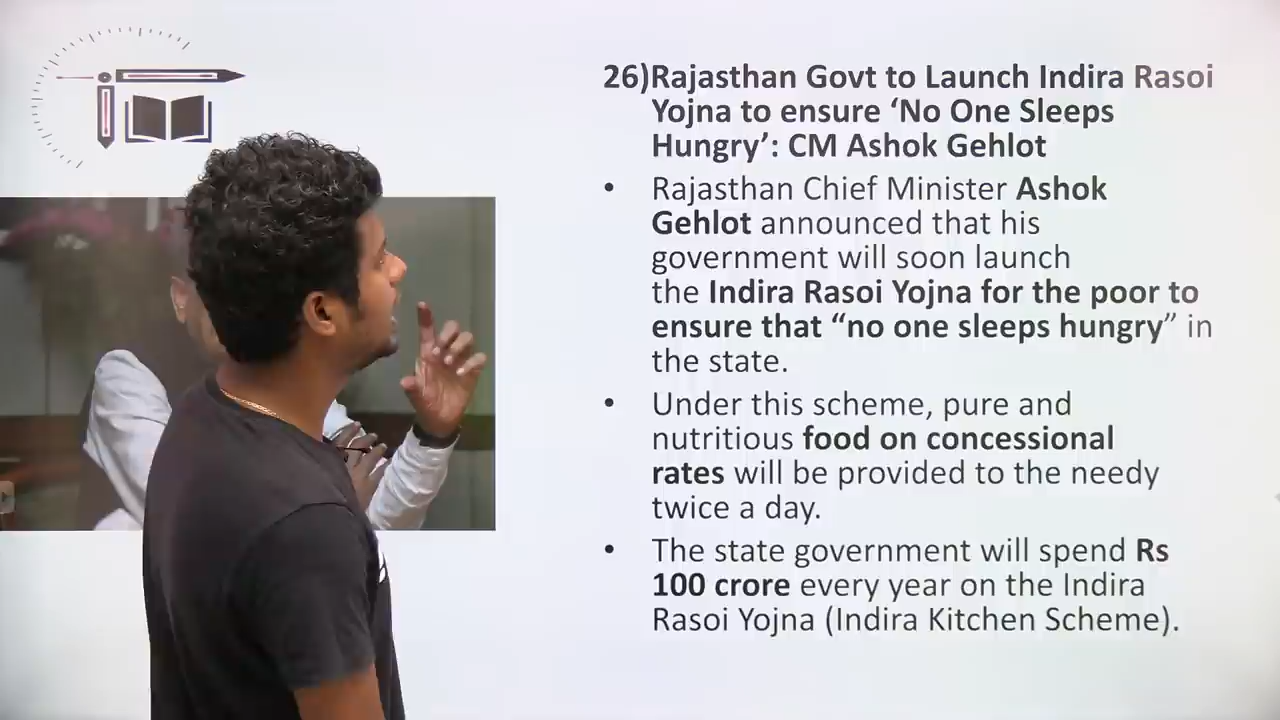 26)Rajasthan Govt to Launch Indira Rasoi
Yojna to ensure ‘No One Sleeps
Hungry’: CM Ashok Gehlot
• Rajasthan Chief Minister Ashok
Gehlot announced that his
government will soon launch
the Indira Rasoi Yojna for the poor to
ensure that “no one sleeps hungry” in
the state.
• Under this scheme, pure and
nutritious food on concessional
rates will be provided to the needy
twice a day.
• The state government will spend Rs
100 crore every year on the Indira
Rasoi Yojna (Indira Kitchen Scheme).